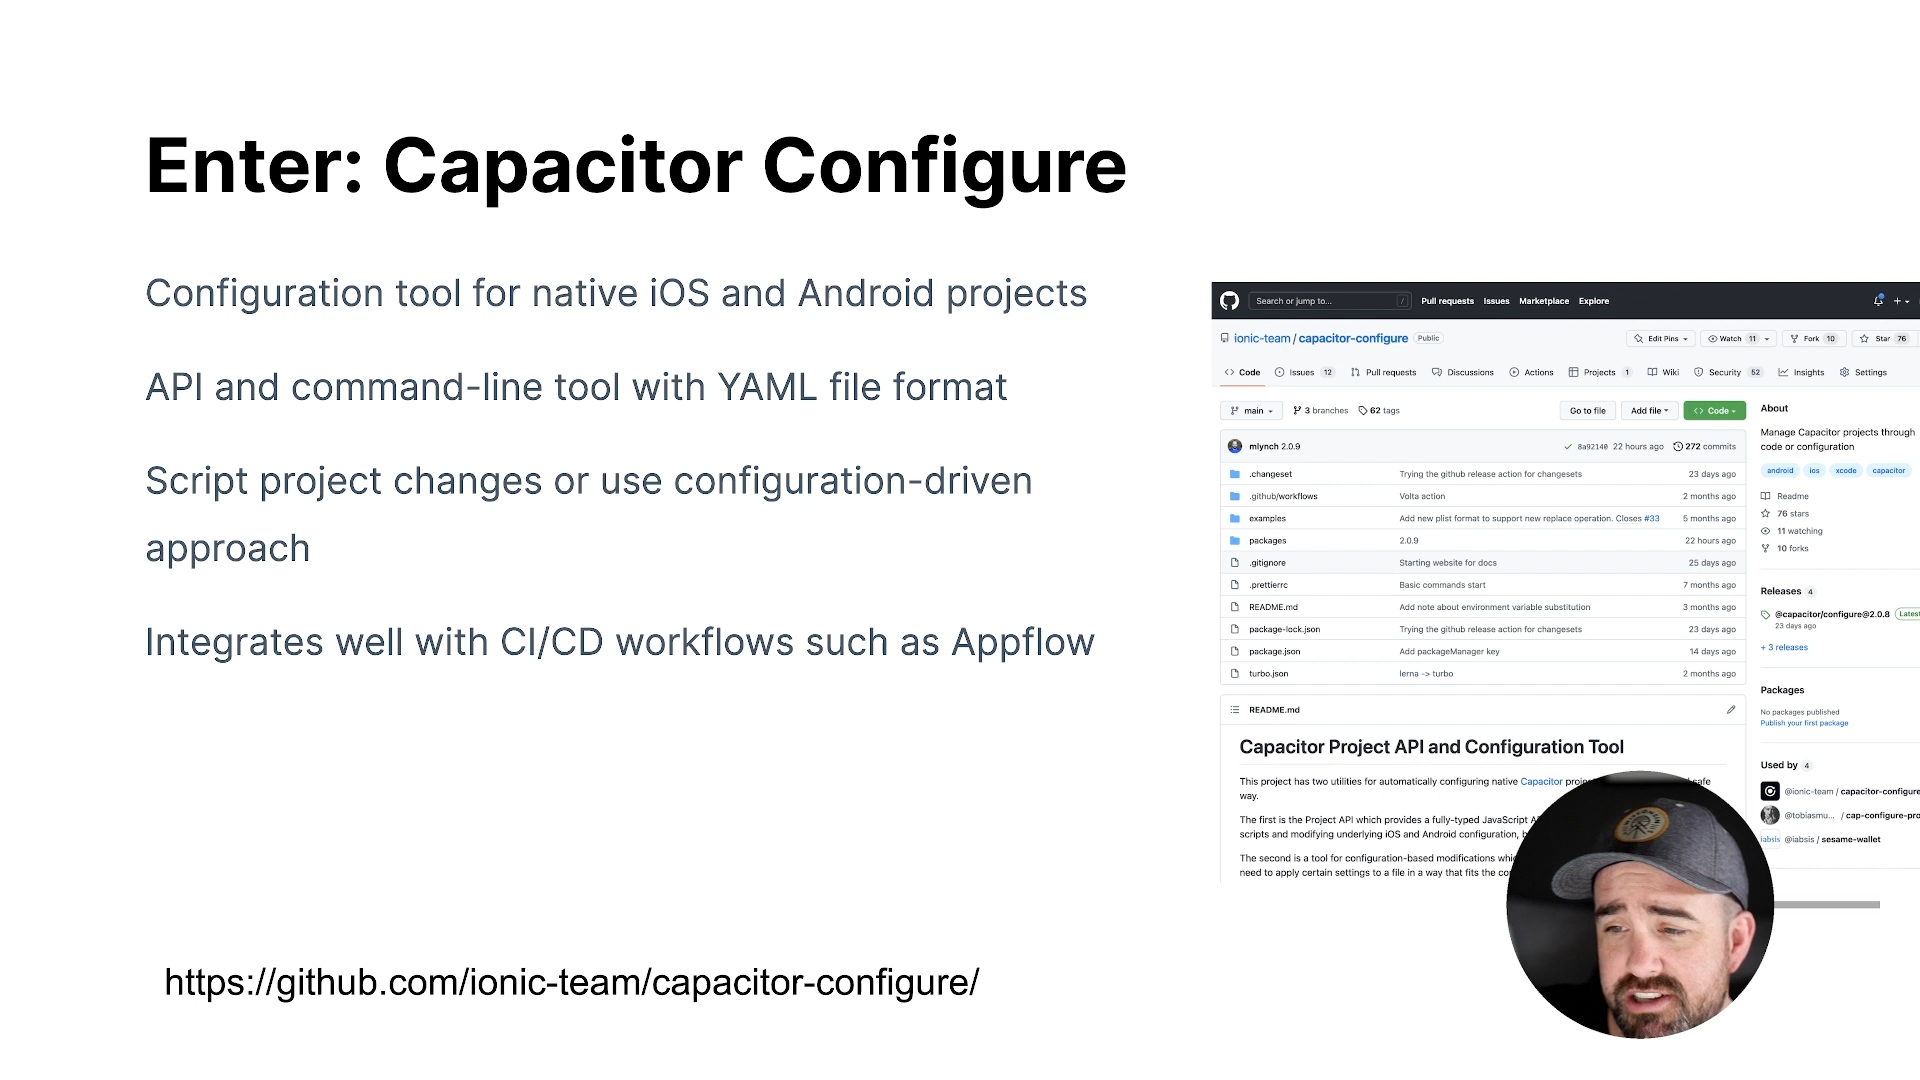 Enter: Capacitor Configure
Configuration tool for native iOS and Android projects
API and command-line tool with YAML file format
Script project changes or use configuration-driven
approach
Integrates well with CI/CD workflows such as Appflow
https://github.com/ionic-team/capacitor-configure/
Search or jump to... /
Pull requests Issues Marketplace Explore
ionic-team / capacitor-configure Public
Edit Pins Watch 11 Fork 10 Star 76
Code Issues 12 Pull requests Discussions Actions Projects 1 Wiki Security 52 Insights Settings
main 3 branches 62 tags Go to file Add file Code
mlynch 2.0.9 8a92140 22 hours ago 272 commits
.changeset Trying the github release action for changesets 23 days ago
.github/workflows Volta action 2 months ago
examples Add new plist format to support new replace operation. Closes #33 5 months ago
packages 2.0.9 22 hours ago
.gitignore Starting website for docs 25 days ago
.prettierrc Basic commands start 7 months ago
README.md Add note about environment variable substitution 3 months ago
package-lock.json Trying the github release action for changesets 23 days ago
package.json Add packageManager key 14 days ago
turbo.json lerna -> turbo 2 months ago
README.md
Capacitor Project API and Configuration Tool
This project has two utilities for automatically configuring native Capacitor safe
way.
The first is the Project API which provides a fully-typed JavaScript
scripts and modifying underlying iOS and Android configuration,
The second is a tool for configuration-based modifications
need to apply certain settings to a file in a way that fits the
About
Manage Capacitor projects through
code or configuration
android ios xcode capacitor
Readme
76 stars
11 watching
10 forks
Releases 4
@capacitor/configure@2.0.8 Latest
23 days ago
+ 3 releases
Packages
No packages published
Publish your first package
Used by 4
@ionic-team / capacitor-configure
@tobiasmu... / cap-configure-pro
iabsis @iabsis / sesame-wallet